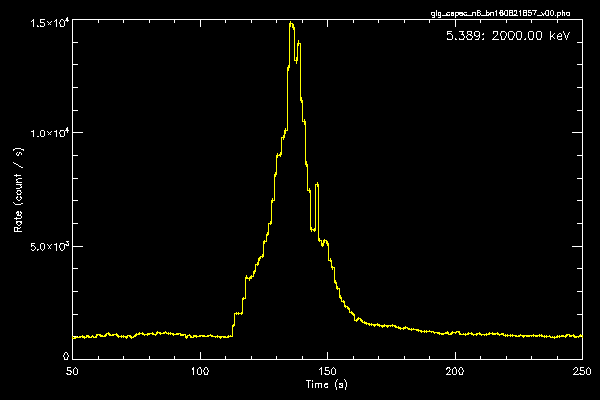 glg_cspec_n6_bn160821857_v00.pha
5.389: 2000.00 keV
1.5×10⁴
1.0×10⁴
5.0×10³
0
Rate (count / s)
50 100 150 200 250
Time (s)